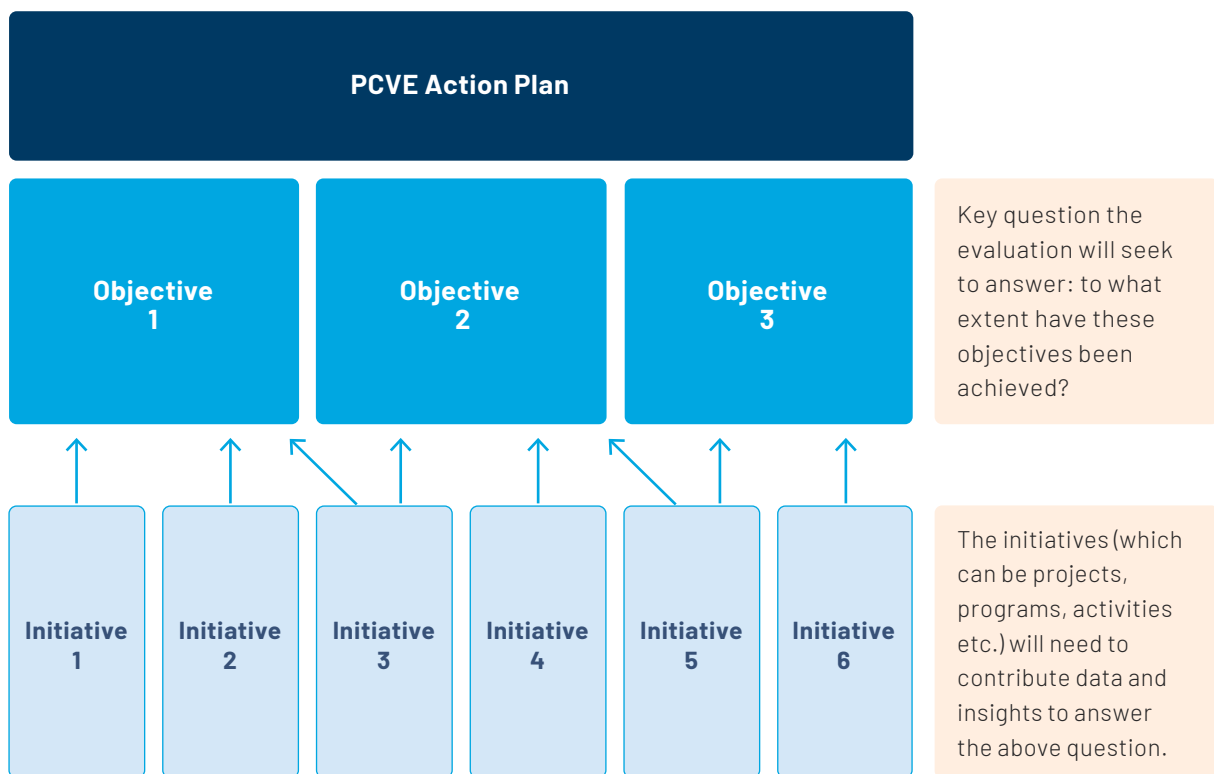 PCVE Action Plan
Objective
1
Objective
2
Objective
3
Key question the
evaluation will seek
to answer: to what
extent have these
objectives been
achieved?
Initiative
1
Initiative
2
Initiative
3
Initiative
4
Initiative
5
Initiative
6
The initiatives (which
can be projects,
programs, activities
etc.) will need to
contribute data and
insights to answer
the above question.